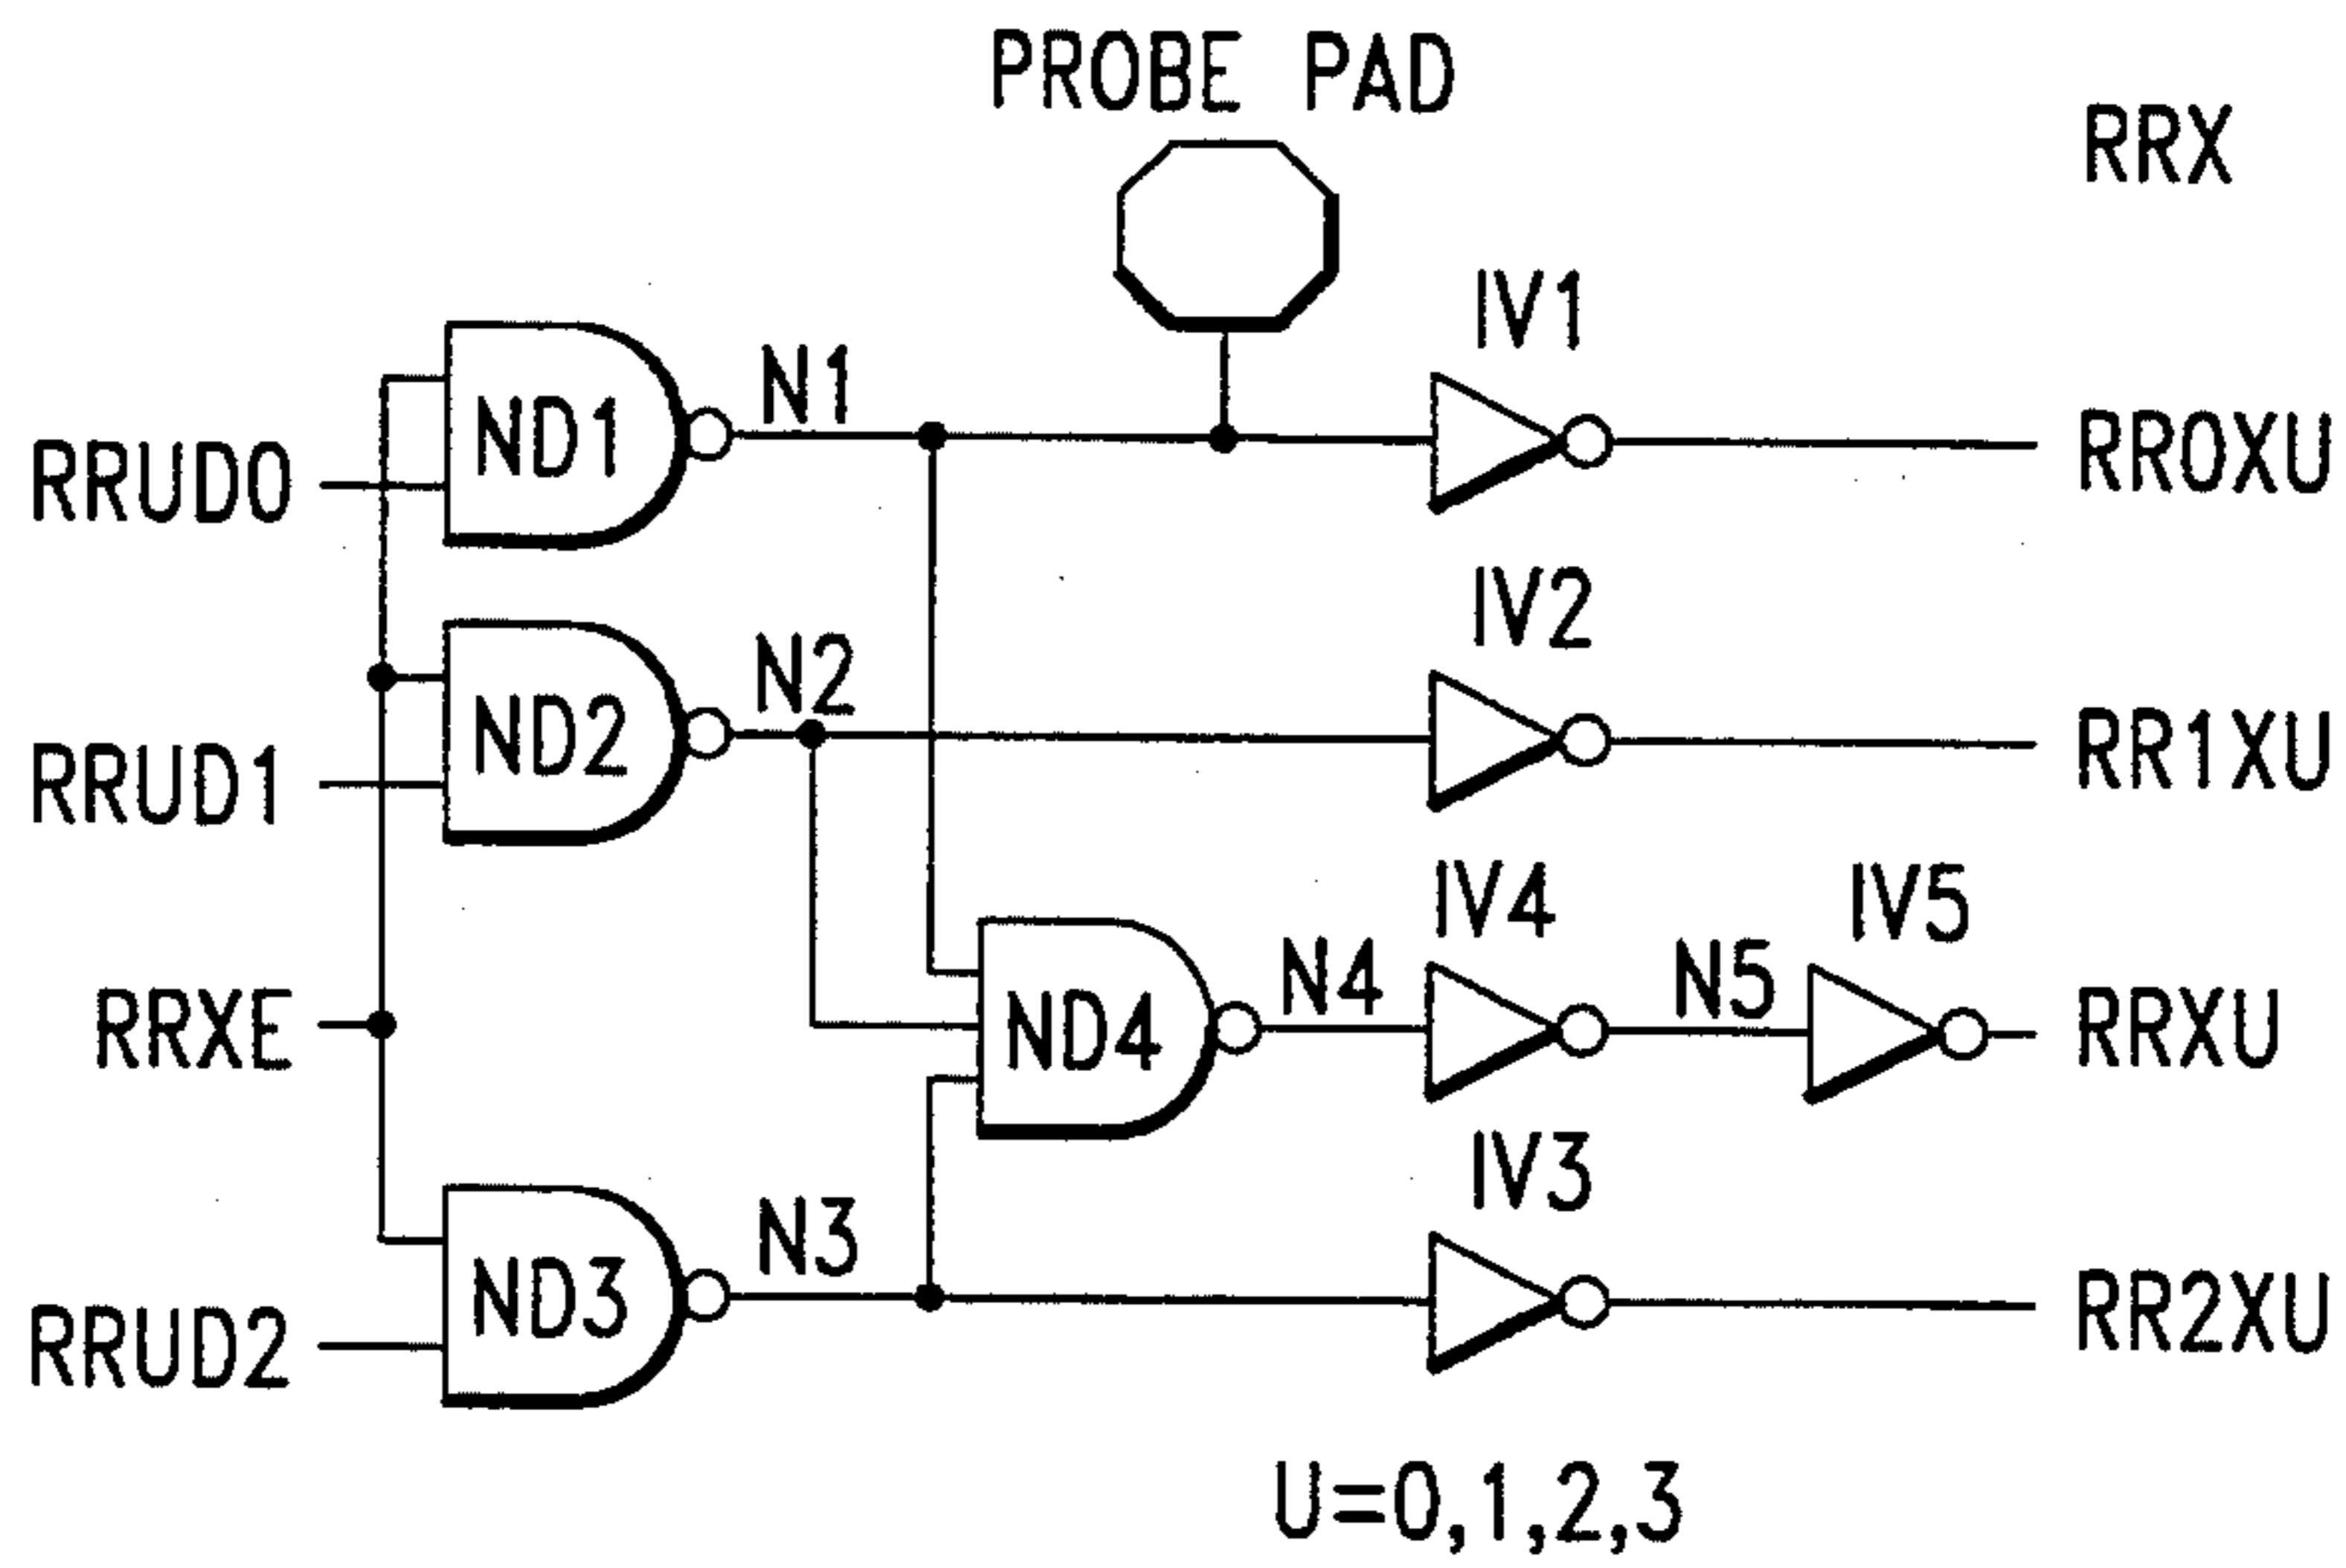 PROBE PAD
RRX
IV1
N1
ND1
RRUD0
RR0XU
IV2
N2
ND2
RRUD1
RR1XU
IV4
IV5
N4
N5
ND4
RRXE
RRXU
IV3
N3
ND3
RRUD2
RR2XU
U=0,1,2,3